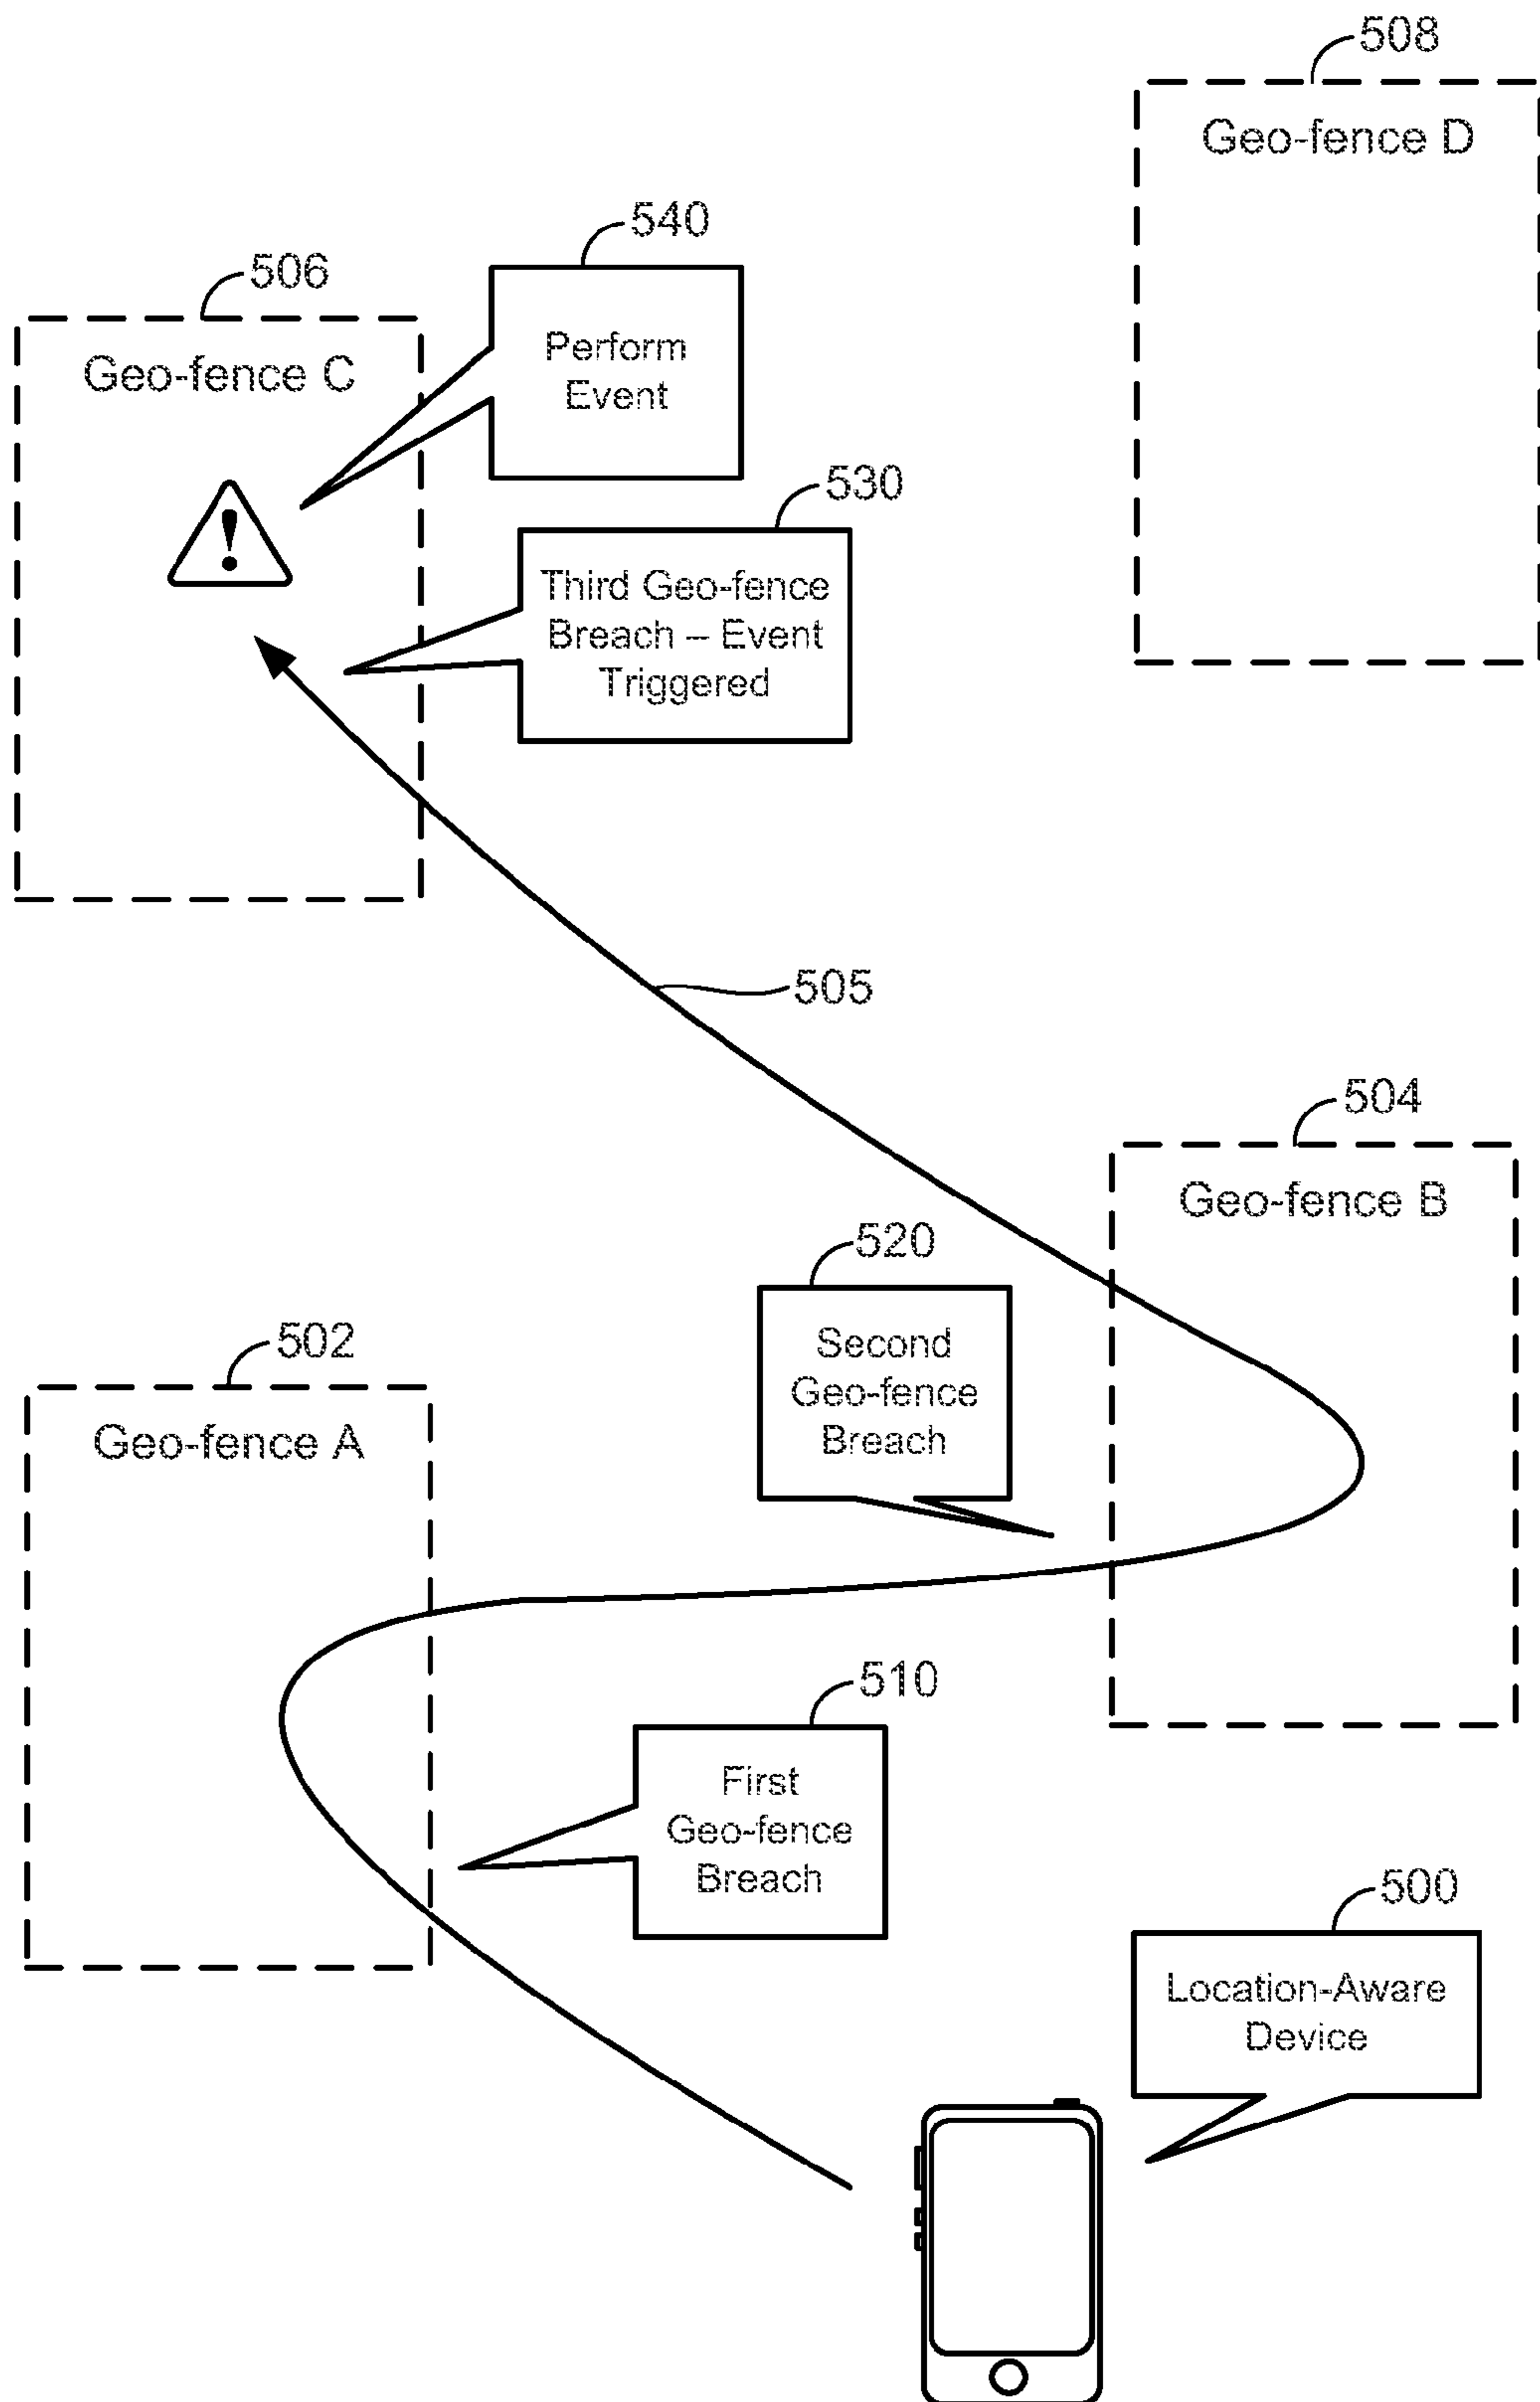 508
Geo-fence D
540
506
Perform
Event
Geo-fence C
530
Third Geo-fence
Breach – Event
Triggered
505
504
Geo-fence B
520
Second
Geo-fence
Breach
502
Geo-fence A
510
First
Geo-fence
Breach
500
Location-Aware
Device